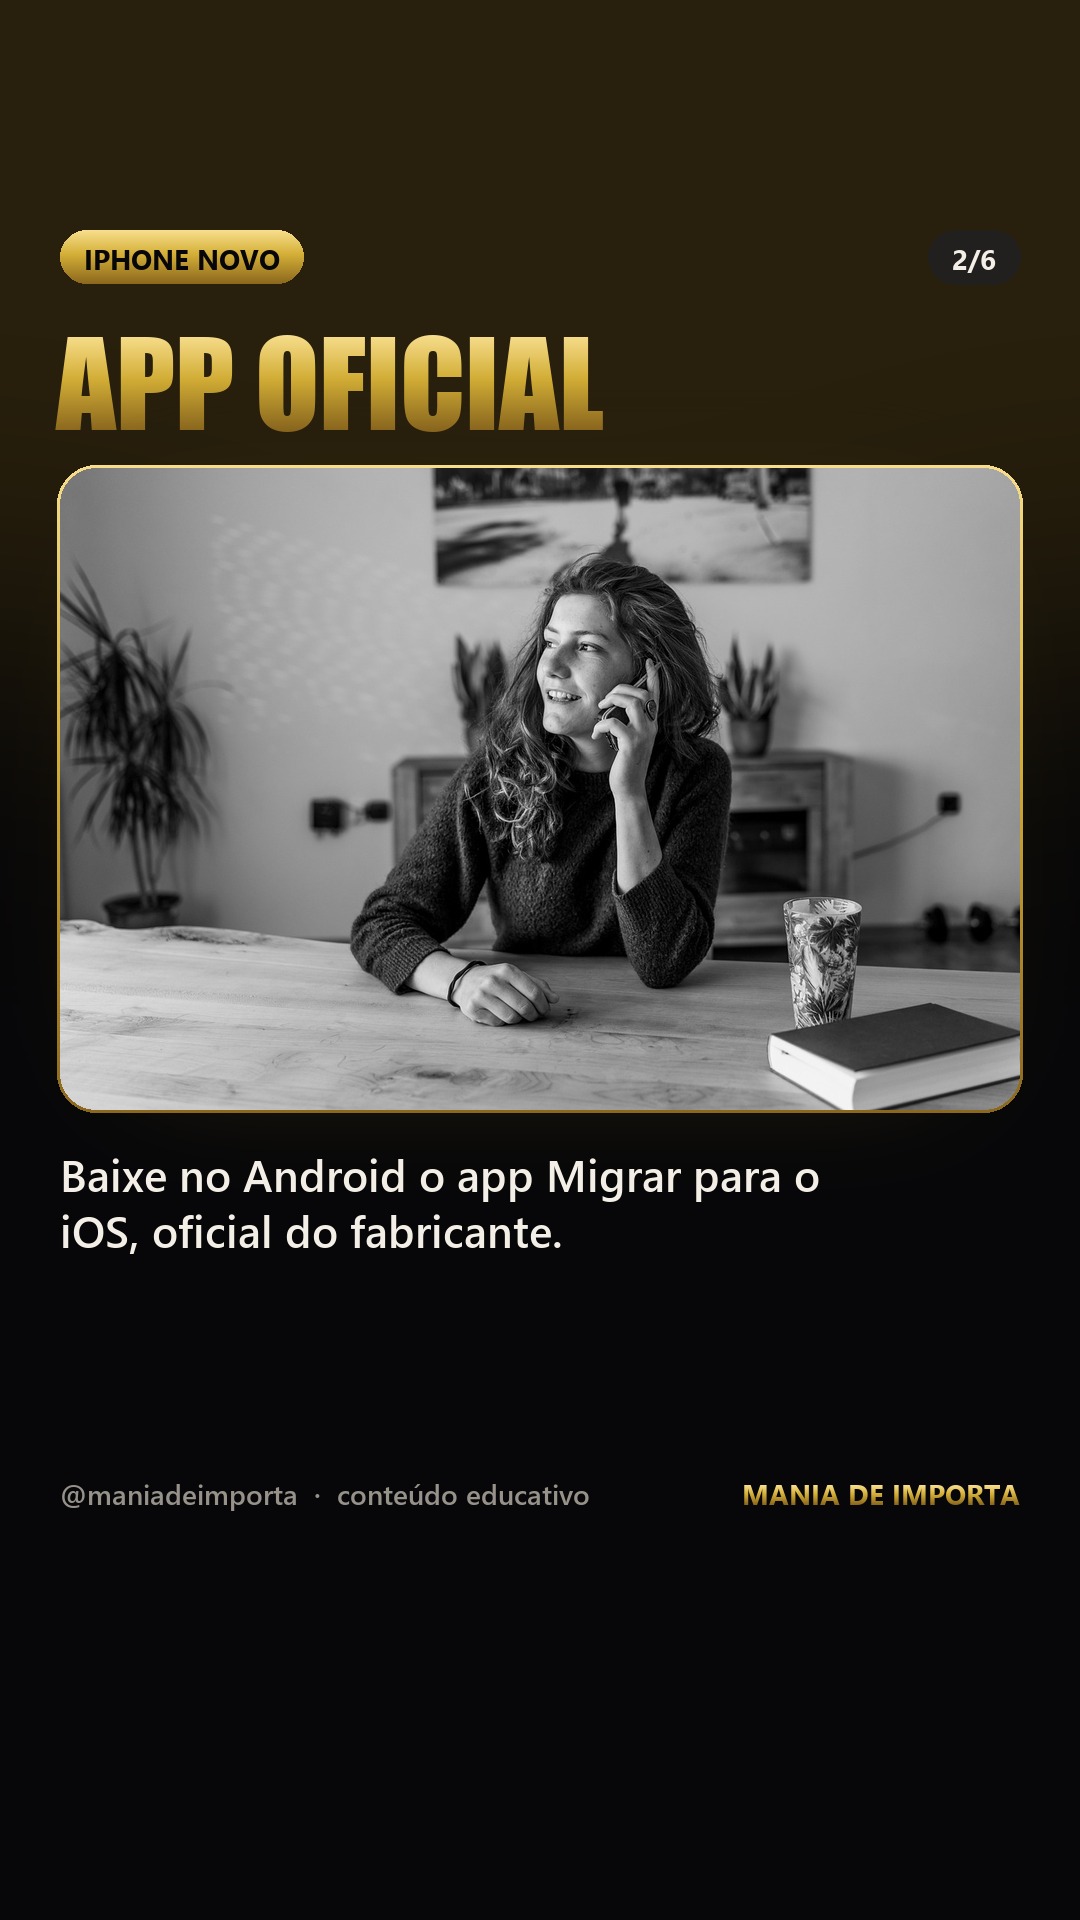 IPHONE NOVO
2/6
APP OFICIAL
Baixe no Android o app Migrar para o
iOS, oficial do fabricante.
@maniadeimporta · conteúdo educativo
MANIA DE IMPORTA